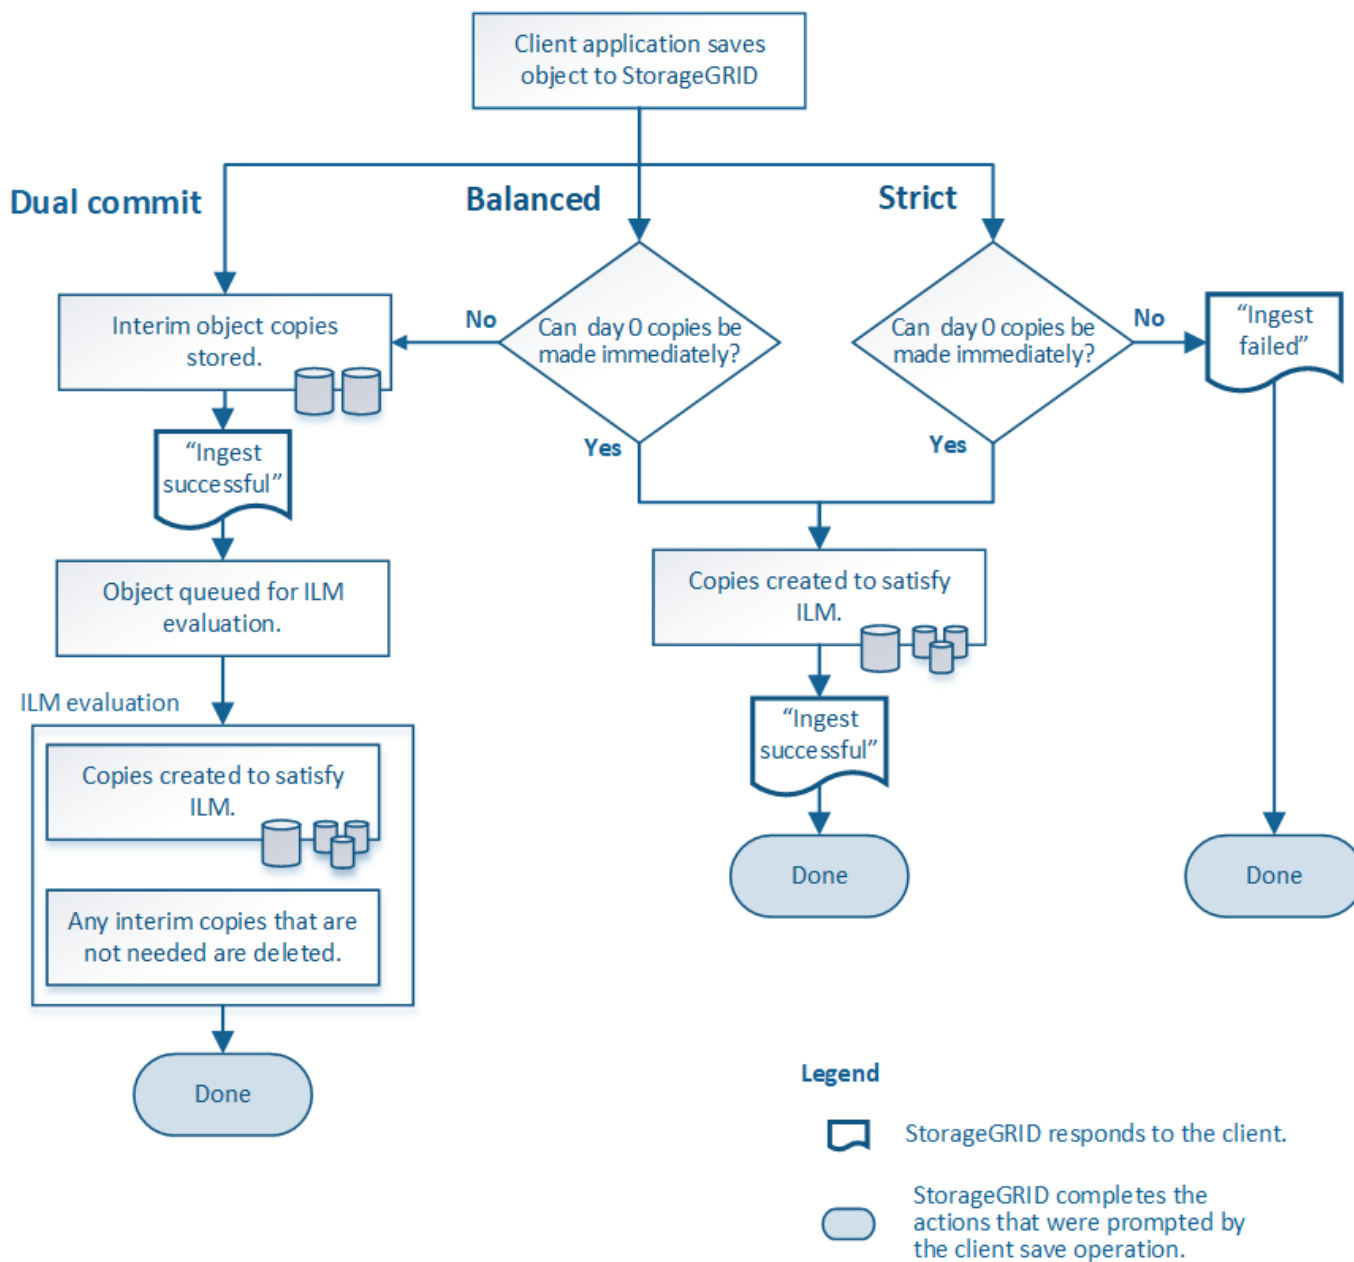 Client application saves
object to StorageGRID
Dual commit
Balanced
Strict
Interim object copies
stored.
No
Can day 0 copies be
made immediately?
Can day 0 copies be
made immediately?
No
“Ingest
failed”
“Ingest
successful”
Yes
Yes
Object queued for ILM
evaluation.
Copies created to satisfy
ILM.
ILM evaluation
“Ingest
successful”
Copies created to satisfy
ILM.
Any interim copies that are
not needed are deleted.
Done
Done
Done
Legend
StorageGRID responds to the client.
StorageGRID completes the
actions that were prompted by
the client save operation.